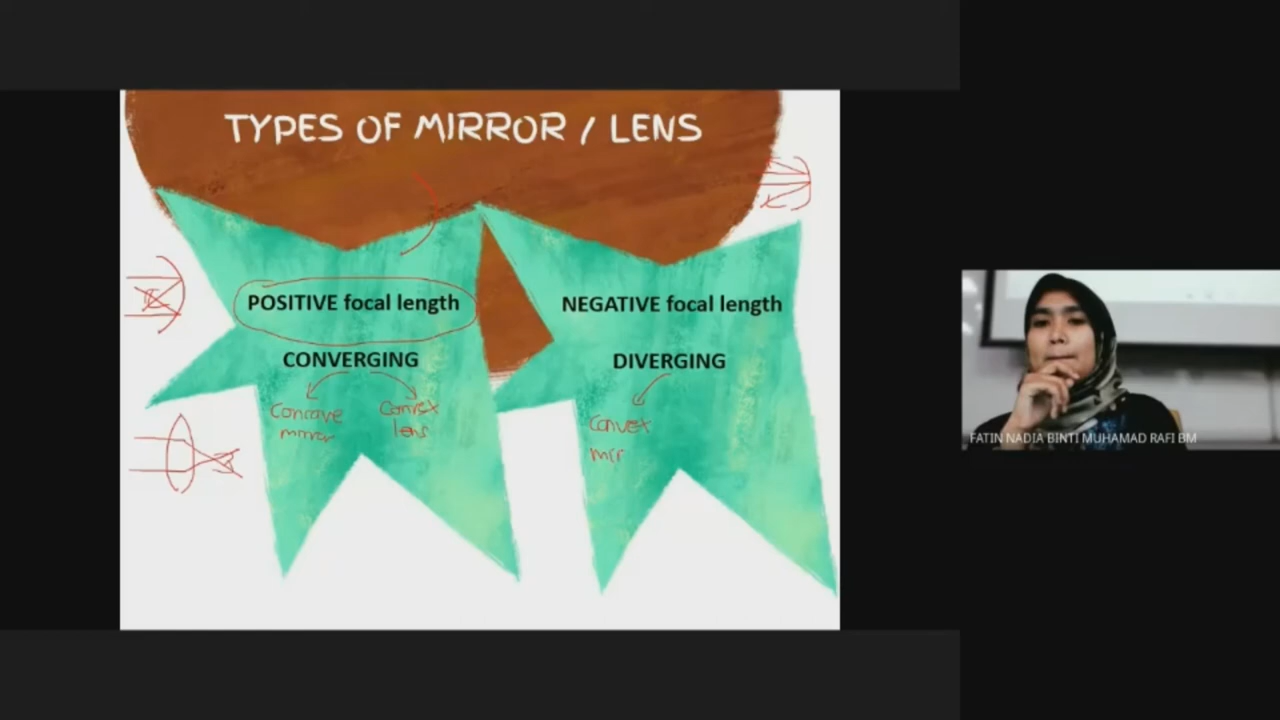 TYPES OF MIRROR / LENS
POSITIVE focal length
CONVERGING
Concave
mirror
Convex
lens
NEGATIVE focal length
DIVERGING
Convex
mir
FATIN NADIA BINTI MUHAMAD RAFI BM